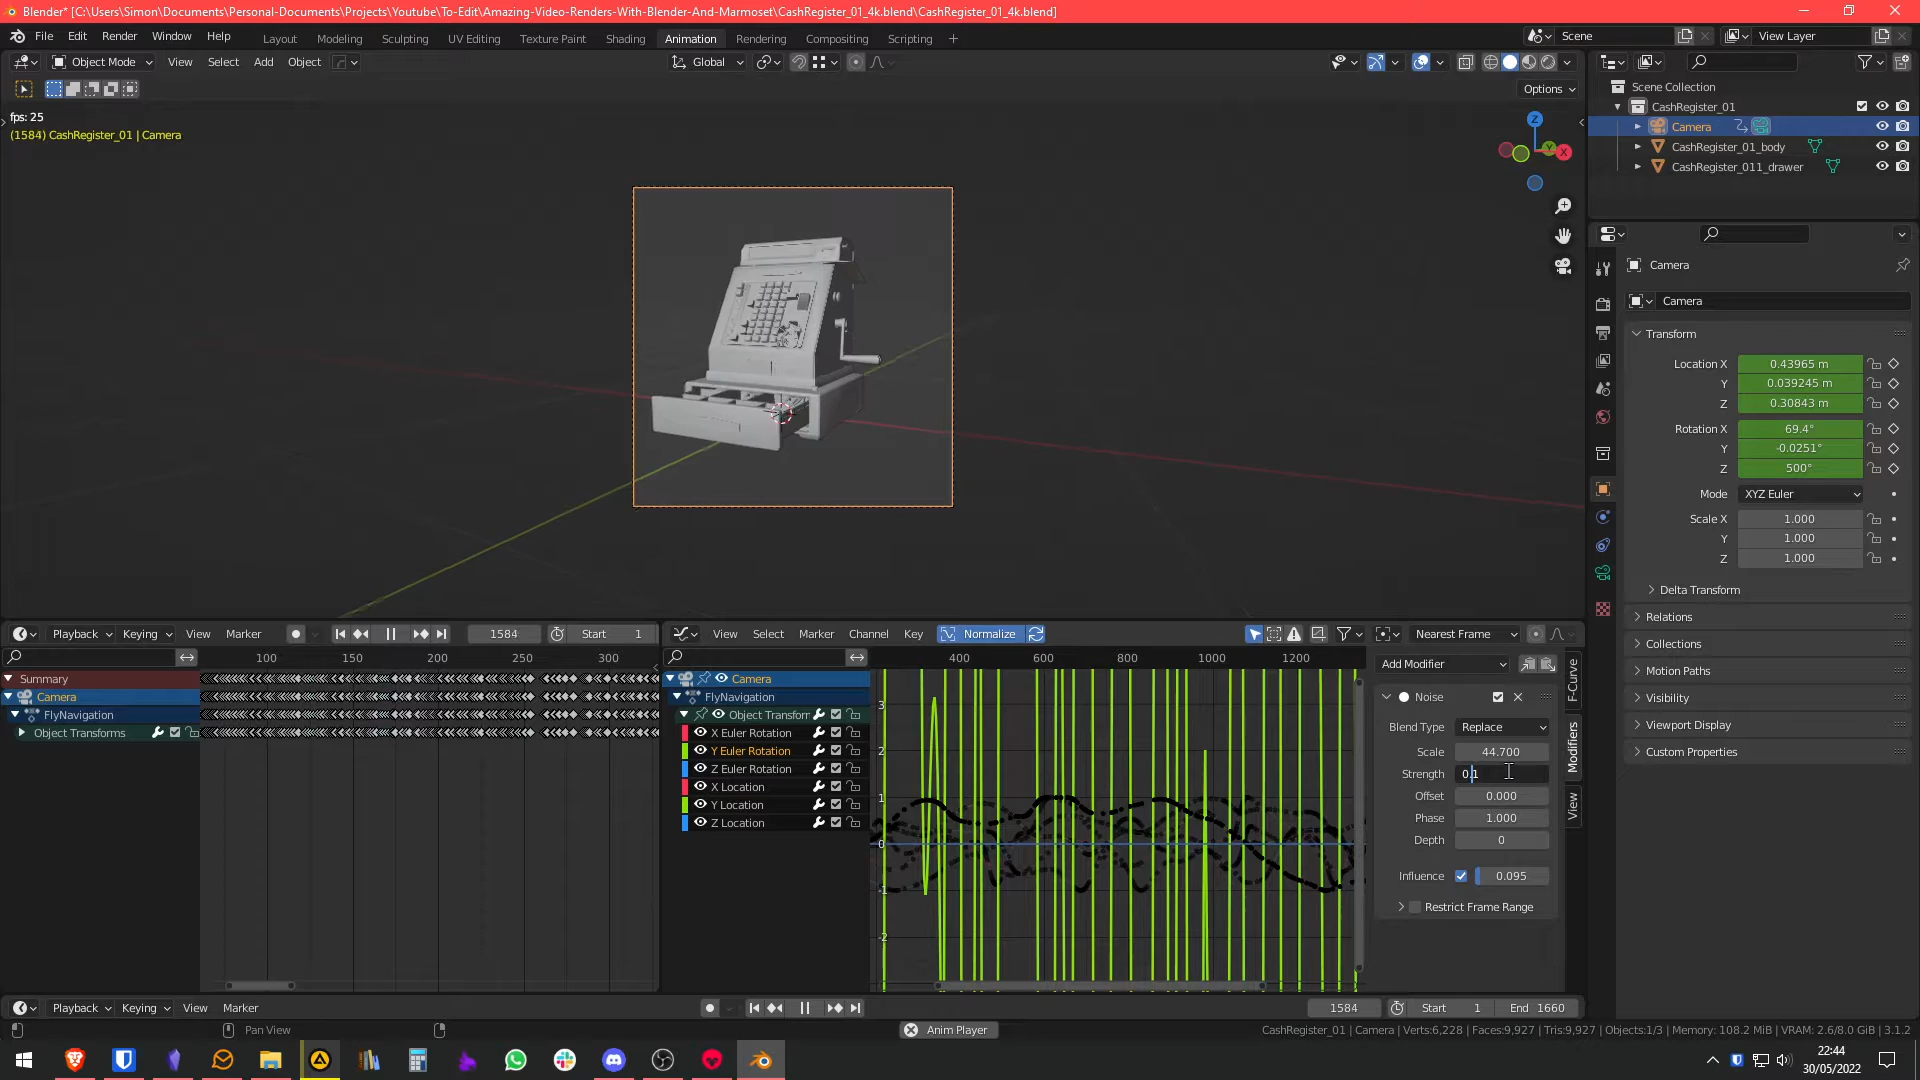 Blender* [C:\Users\Simon\Documents\Personal-Documents\Projects\Youtube\To-Edit\Amazing-Video-Renders-With-Blender-And-Marmoset\CashRegister_01_4k.blend\CashRegister_01_4k.blend]
File Edit Render Window Help Layout Modeling Sculpting UV Editing Texture Paint Shading Animation Rendering Compositing Scripting + Scene View Layer
Object Mode View Select Add Object Global
Options
fps: 25
(1584) CashRegister_01 | Camera
Z
Y
X
Scene Collection
CashRegister_01
Camera
CashRegister_01_body
CashRegister_011_drawer
Camera
Camera
Transform
Location X 0.43965 m
Y 0.039245 m
Z 0.30843 m
Rotation X 69.4°
Y -0.0251°
Z 500°
Mode XYZ Euler
Scale X 1.000
Y 1.000
Z 1.000
Delta Transform
Relations
Collections
Motion Paths
Visibility
Viewport Display
Custom Properties
Playback Keying View Marker 1584 Start 1
100 150 200 250 300
Summary
Camera
FlyNavigation
Object Transforms
View Select Marker Channel Key Normalize Nearest Frame
400 600 800 1000 1200
Camera
FlyNavigation
Object Transforn
X Euler Rotation
Y Euler Rotation
Z Euler Rotation
X Location
Y Location
Z Location
3
2
1
0
-1
-2
Add Modifier
Noise
Blend Type Replace
Scale 44.700
Strength 0.1
Offset 0.000
Phase 1.000
Depth 0
Influence 0.095
Restrict Frame Range
F-Curve
Modifiers
View
Playback Keying View Marker 1584 Start 1 End 1660
Pan View Anim Player CashRegister_01 | Camera | Verts:6,228 | Faces:9,927 | Tris:9,927 | Objects:1/3 | Memory: 108.2 MiB | VRAM: 2.6/8.0 GiB | 3.1.2
22:44
30/05/2022